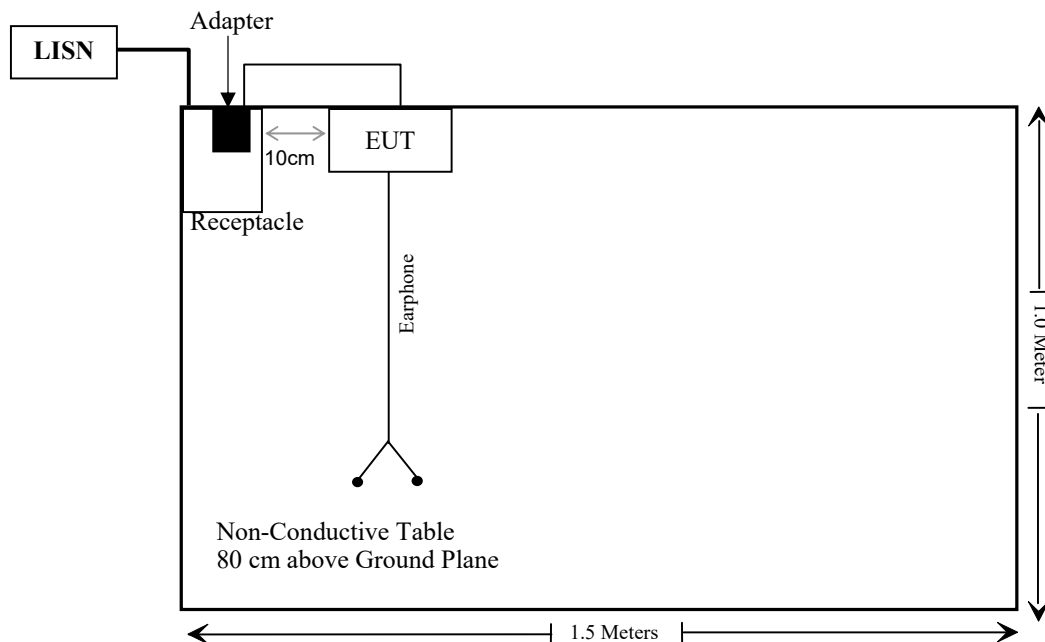 Adapter
LISN
EUT
10cm
Receptacle
Earphone
1.0 Meter
Non-Conductive Table
80 cm above Ground Plane
1.5 Meters